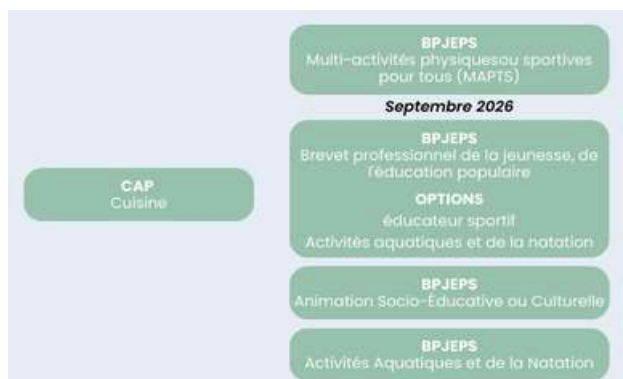 CAP
Cuisine
BPJEPS
Multi-activités physiquesou sportives
pour tous (MAPTS)
Septembre 2026
BPJEPS
Brevet professionnel de la jeunesse, de
l'éducation populaire
OPTIONS
éducateur sportif
Activités aquatiques et de la natation
BPJEPS
Animation Socio-Éducative ou Culturelle
BPJEPS
Activités Aquatiques et de la Natation